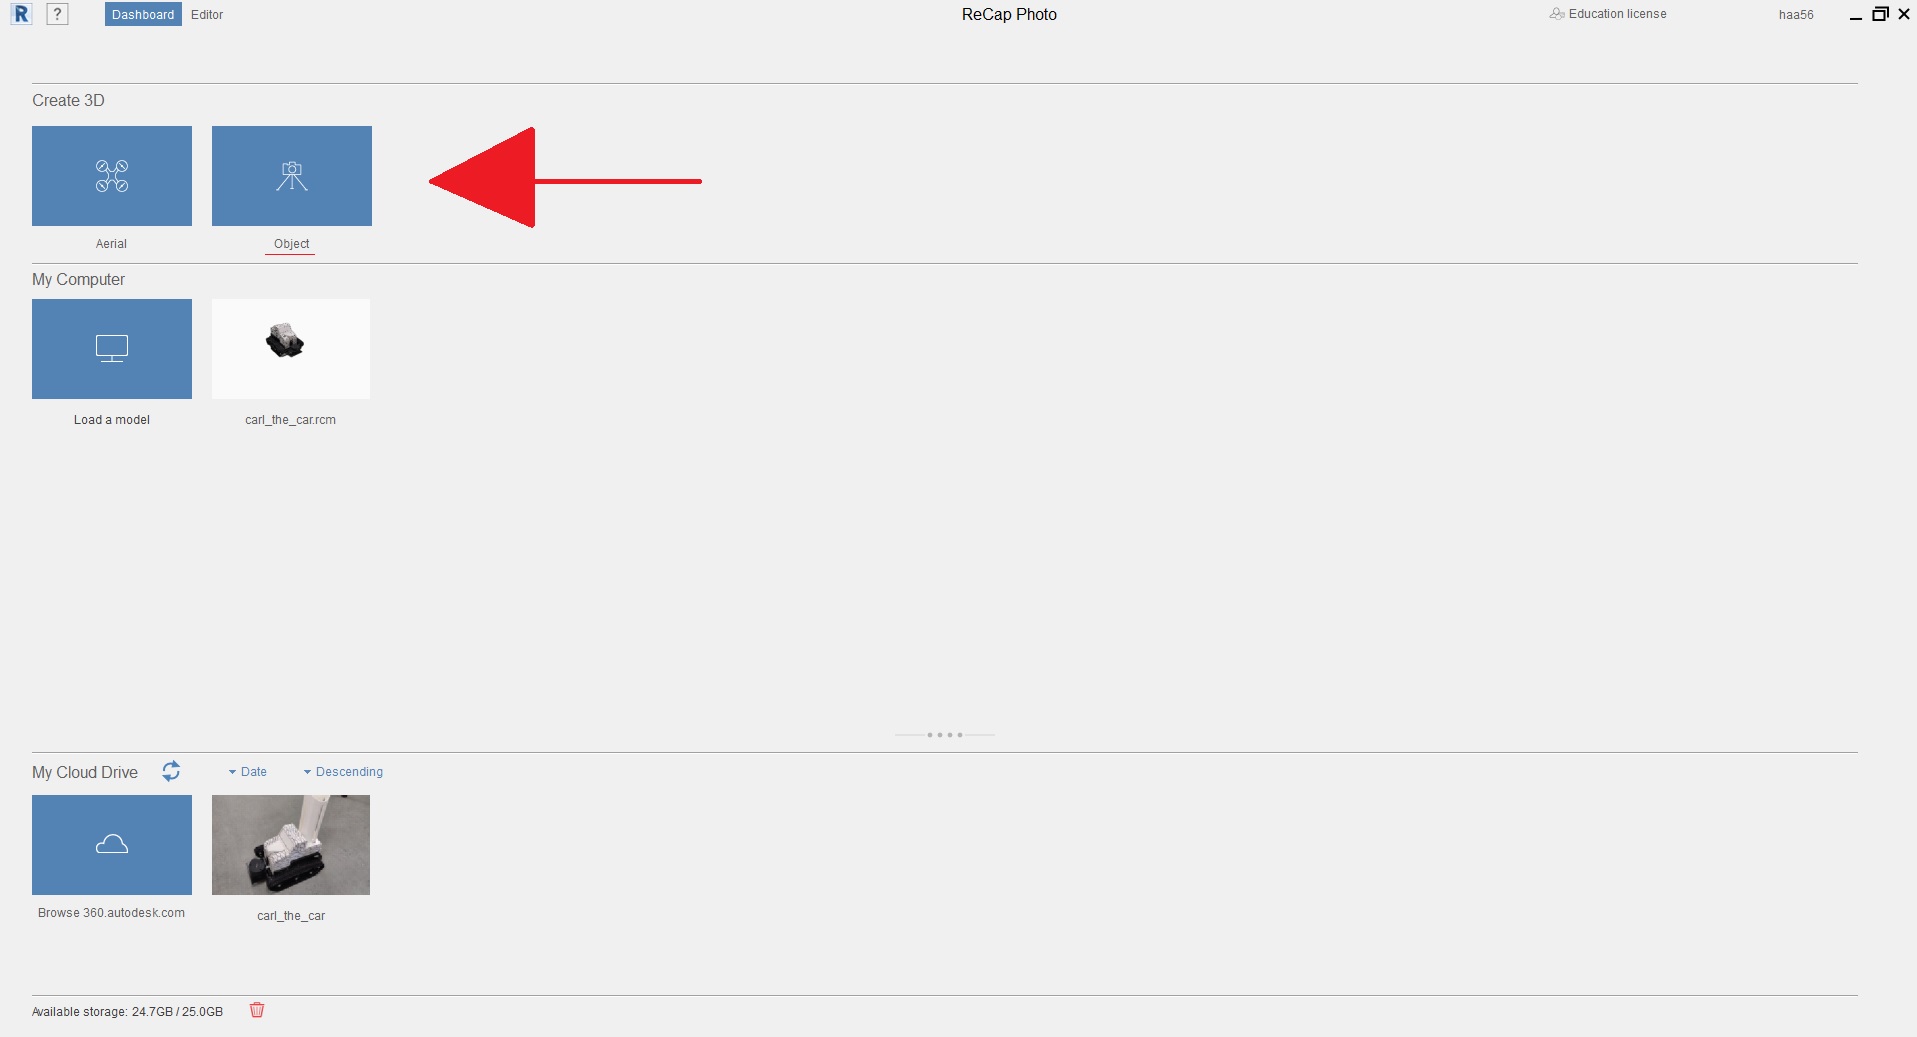 R ? Dashboard Editor ReCap Photo Education license haa56
Create 3D
Aerial Object
My Computer
Load a model carl_the_car.rcm
My Cloud Drive Date Descending
Browse 360.autodesk.com carl_the_car
Available storage: 24.7GB / 25.0GB